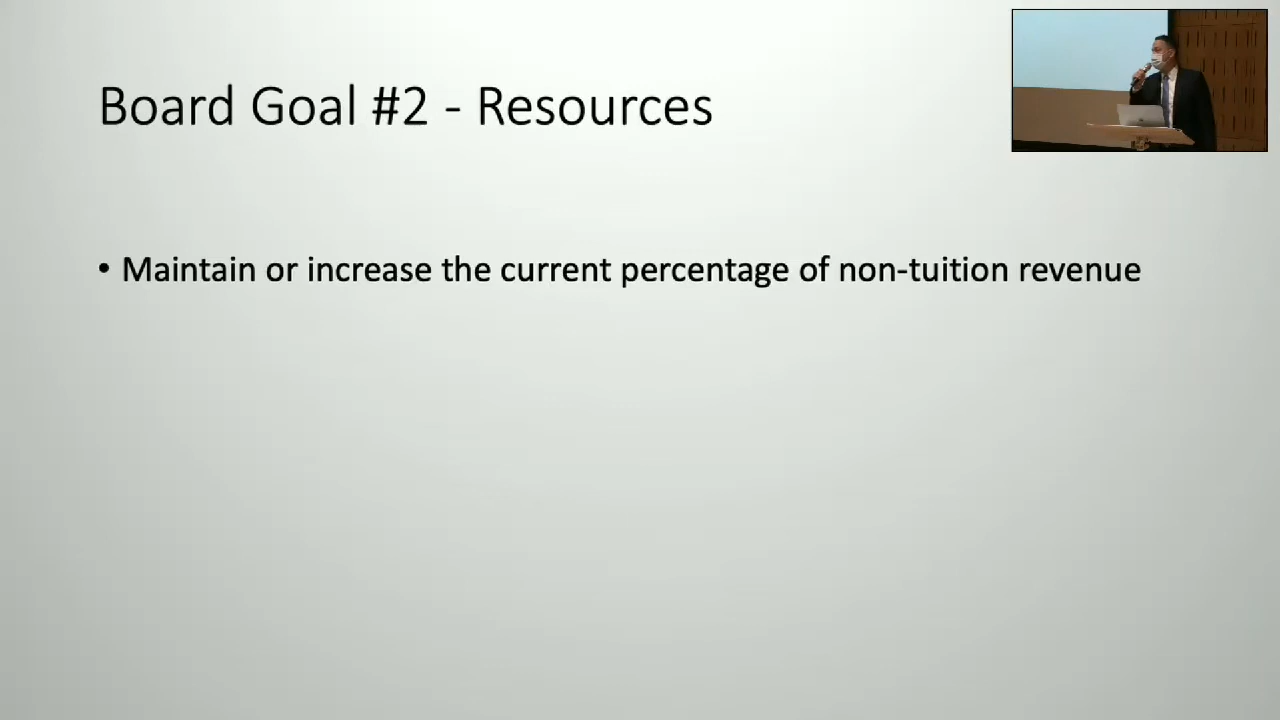 Board Goal #2 - Resources
• Maintain or increase the current percentage of non-tuition revenue